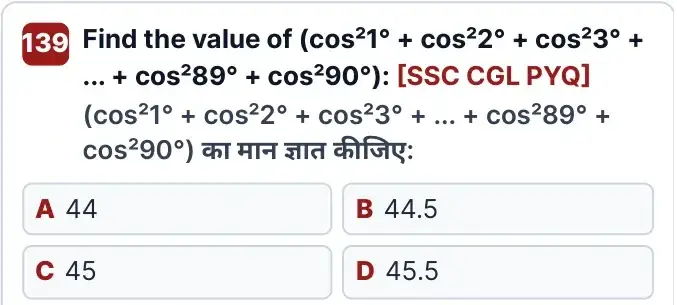 139 Find the value of (cos²1° + cos²2° + cos²3° +
... + cos²89° + cos²90°): [SSC CGL PYQ]
(cos²1° + cos²2° + cos²3° + ... + cos²89° +
cos²90°) का मान ज्ञात कीजिए:
A 44
B 44.5
C 45
D 45.5